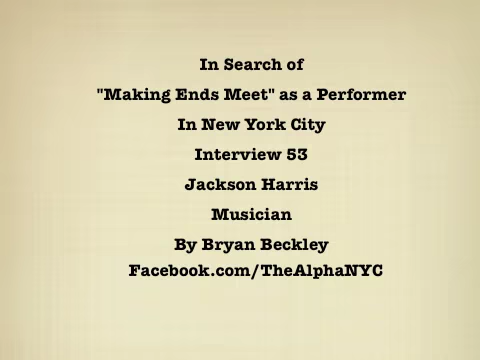 In Search of
"Making Ends Meet" as a Performer
In New York City
Interview 53
Jackson Harris
Musician
By Bryan Beckley
Facebook.com/TheAlphaNYC